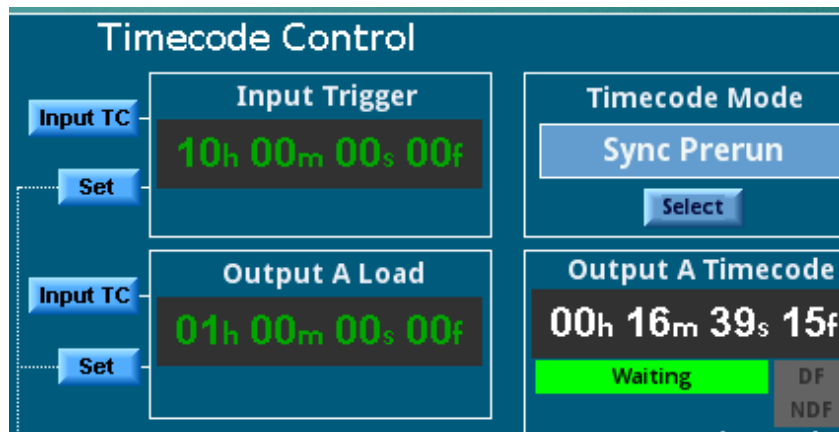 Timecode Control
Input Trigger
Input TC
10h 00m 00s 00f
Set
Timecode Mode
Sync Prerun
Select
Output A Load
Input TC
01h 00m 00s 00f
Set
Output A Timecode
00h 16m 39s 15f
Waiting
DF
NDF